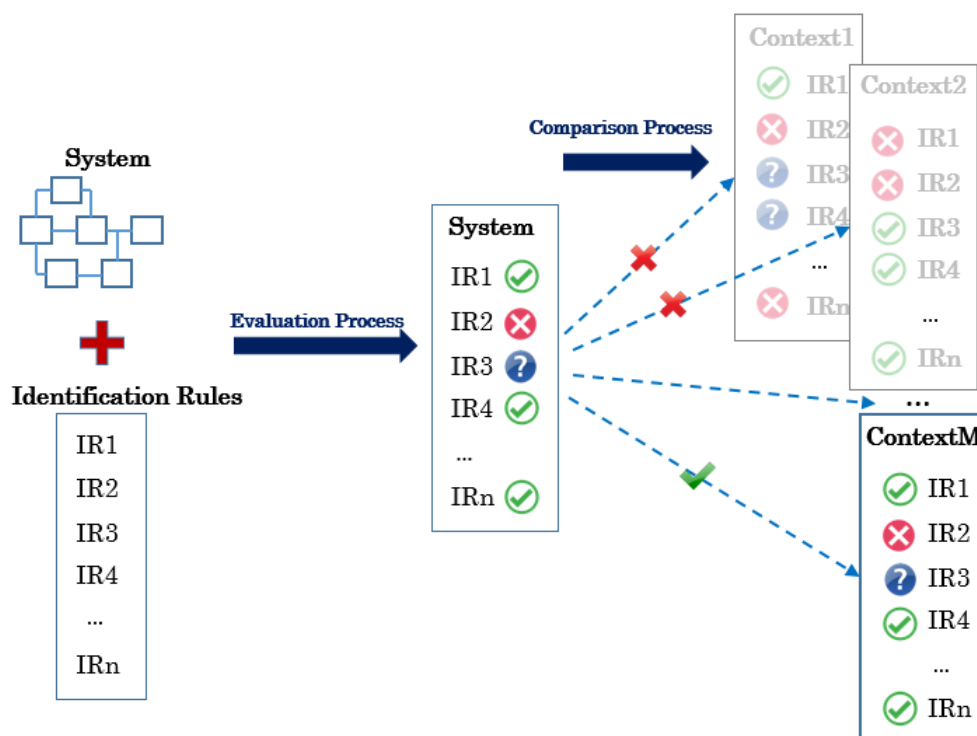 System
Identification Rules
IR1
IR2
IR3
IR4
...
IRn
Evaluation Process
System
IR1
IR2
IR3
IR4
...
IRn
Comparison Process
Context1
IR1
IR2
IR3
IR4
...
IRn
Context2
IR1
IR2
IR3
IR4
...
IRn
...
ContextM
IR1
IR2
IR3
IR4
...
IRn